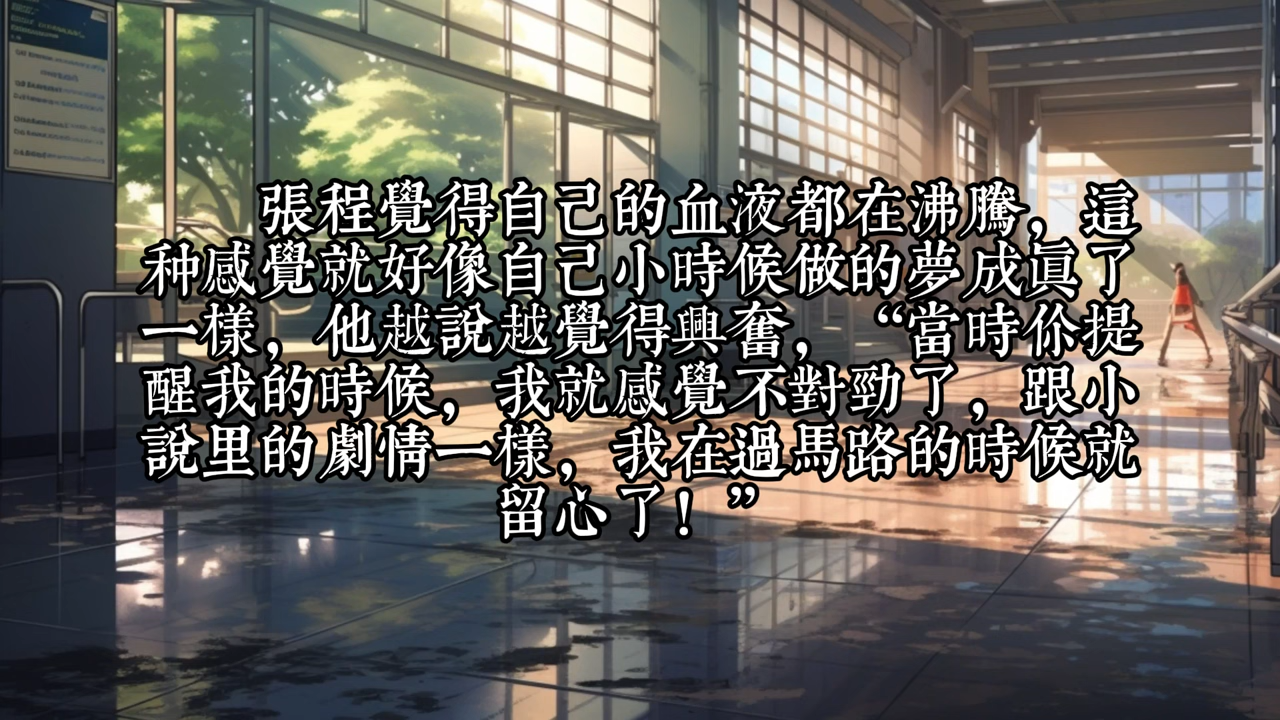 張程覺得自己的血液都在沸騰，這
种感覺就好像自己小時候做的夢成眞了
一樣，他越說越覺得興奮，“當時你提
醒我的時候，我就感覺不對勁了，跟小
說里的劇情一樣，我在過馬路的時候就
留心了！”